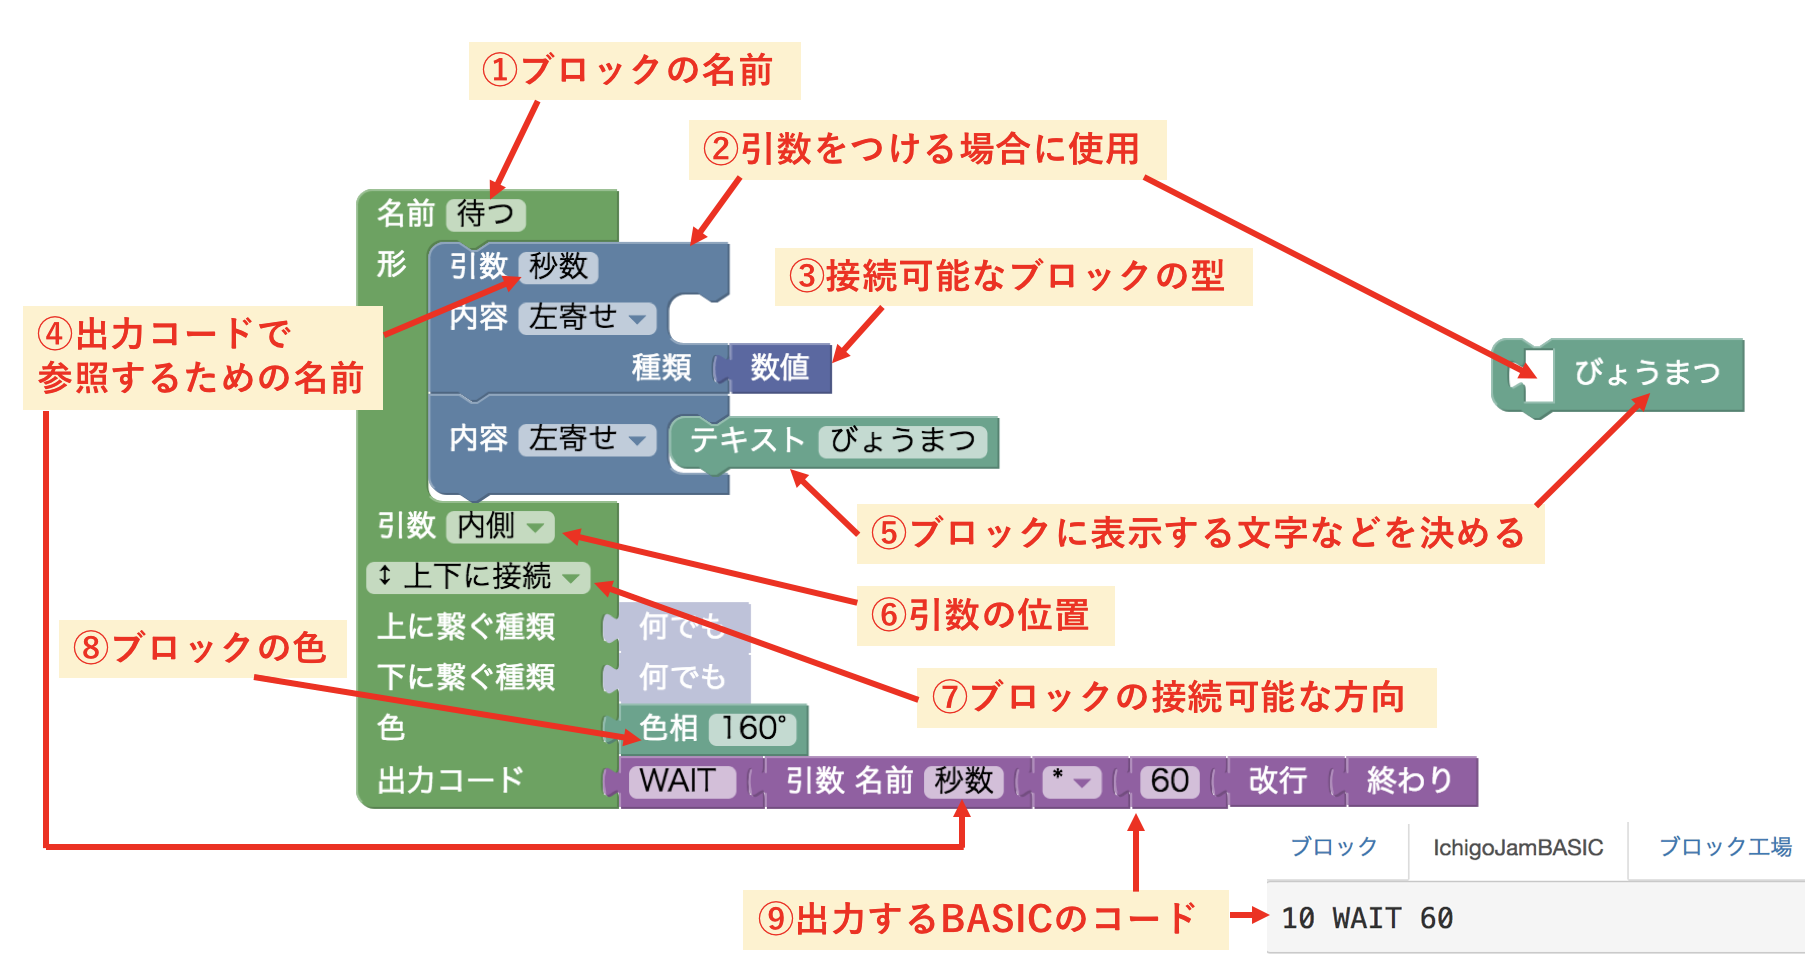 ①ブロックの名前
②引数をつける場合に使用
名前 待つ
形
引数 秒数
③接続可能なブロックの型
④出力コードで
参照するための名前
内容 左寄せ
種類 数値
びょうまつ
内容 左寄せ テキスト びょうまつ
引数 内側
⑤ブロックに表示する文字などを決める
↕ 上下に接続
⑥引数の位置
上に繋ぐ種類 何でも
⑧ブロックの色
下に繋ぐ種類 何でも
⑦ブロックの接続可能な方向
色 色相 160°
出力コード WAIT 引数 名前 秒数 * 60 改行 終わり
ブロック IchigoJamBASIC ブロック工場
⑨出力するBASICのコード
10 WAIT 60